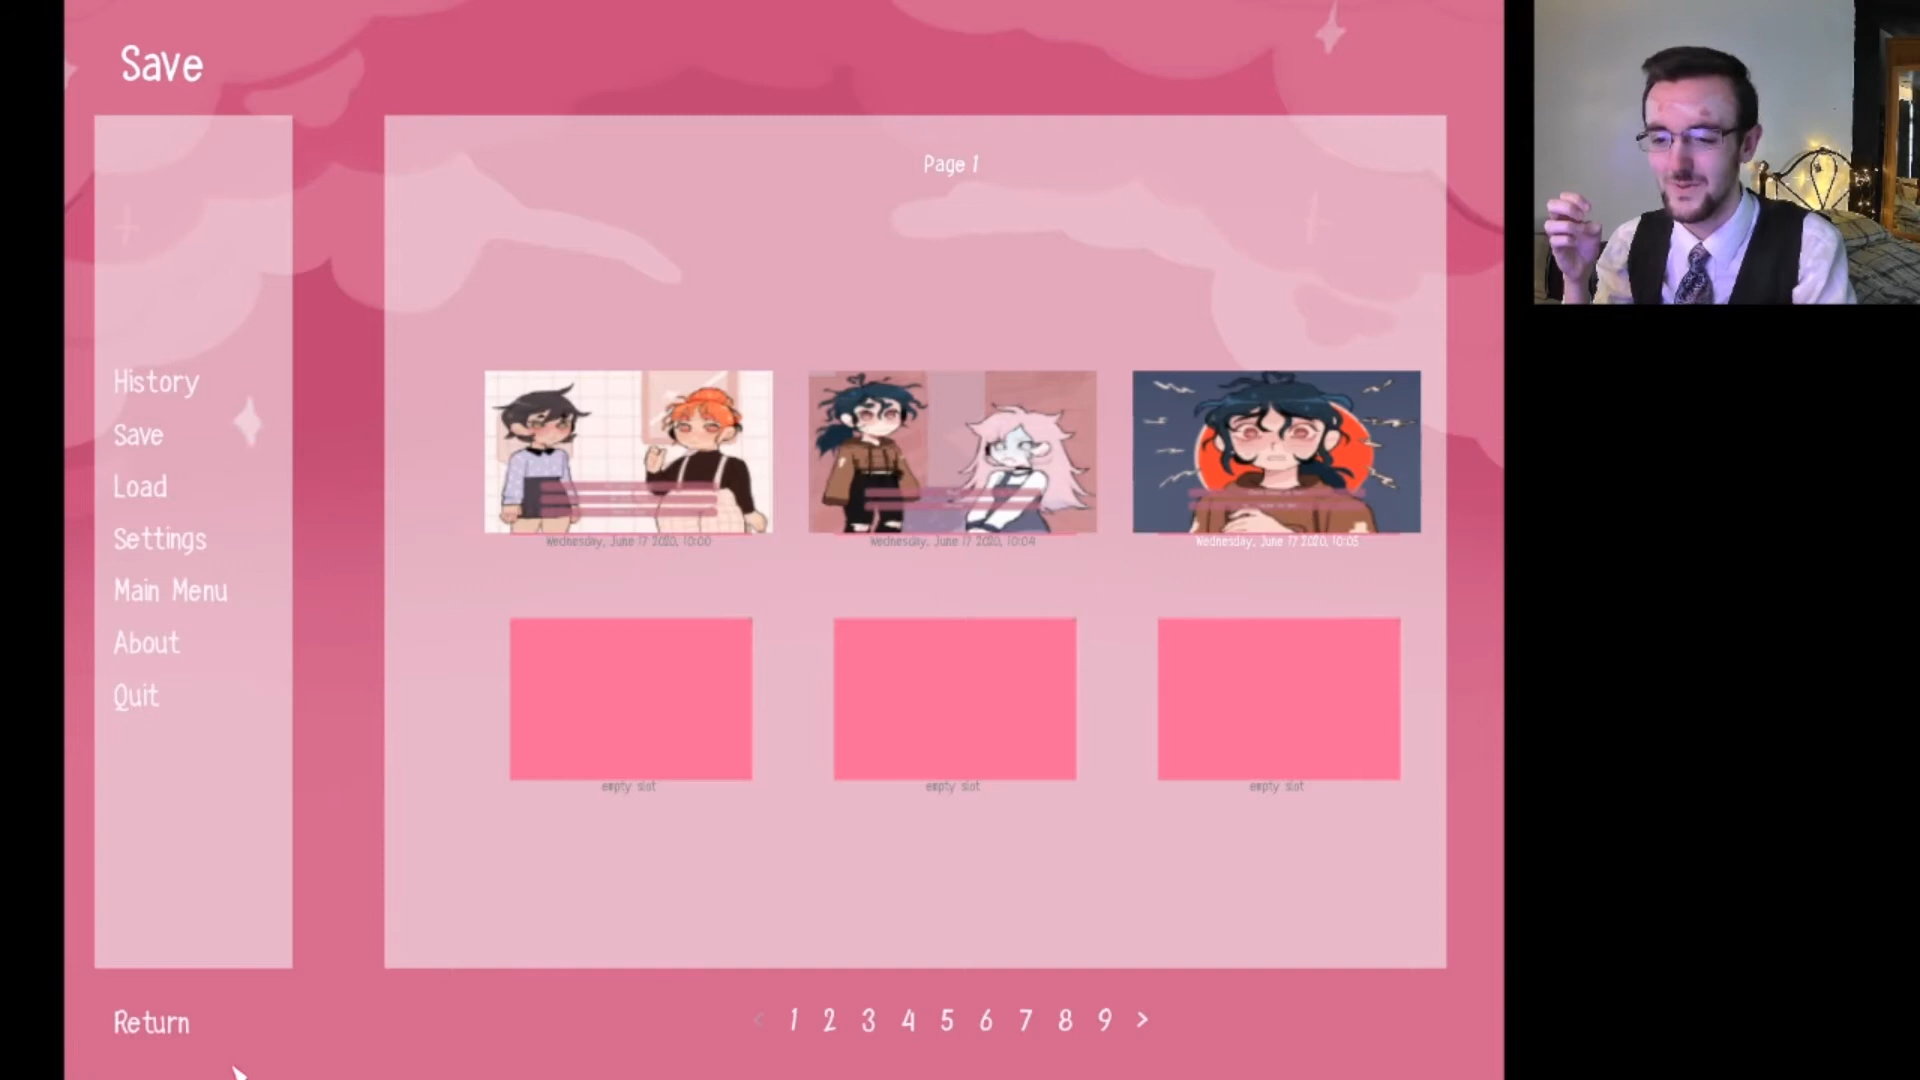 Save
Page 1
History
Save
Load
Settings
Main Menu
About
Quit
Wednesday, June 17 2020, 10:00
Wednesday, June 17 2020, 10:04
Wednesday, June 17 2020, 10:05
empty slot
empty slot
empty slot
Return
< 1 2 3 4 5 6 7 8 9 >